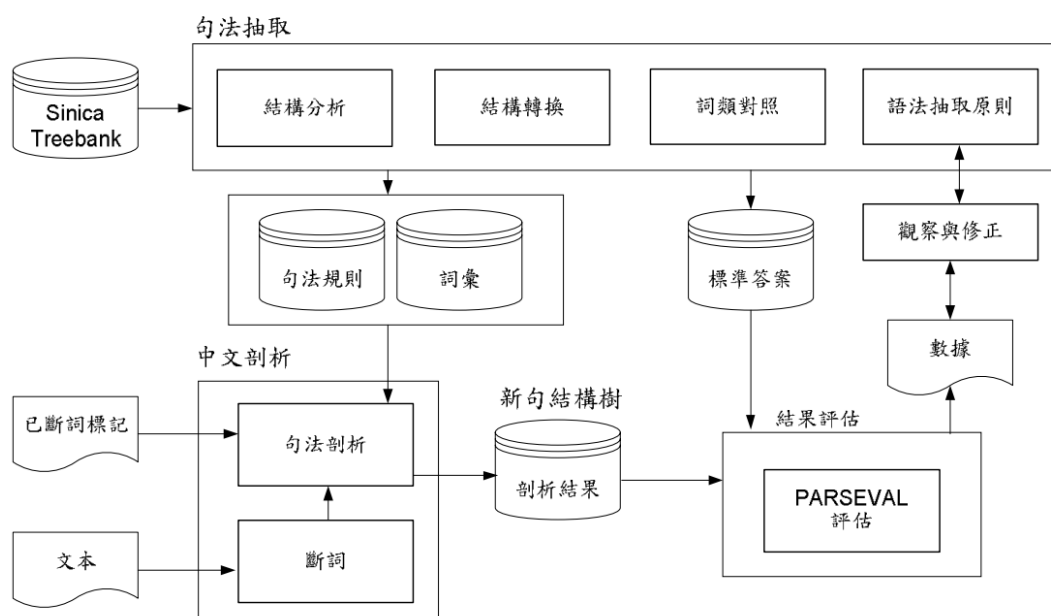 句法抽取
Sinica
Treebank
結構分析
結構轉換
詞類對照
語法抽取原則
句法規則
詞彙
標準答案
觀察與修正
數據
中文剖析
已斷詞標記
句法剖析
新句結構樹
剖析結果
結果評估
PARSEVAL
評估
文本
斷詞